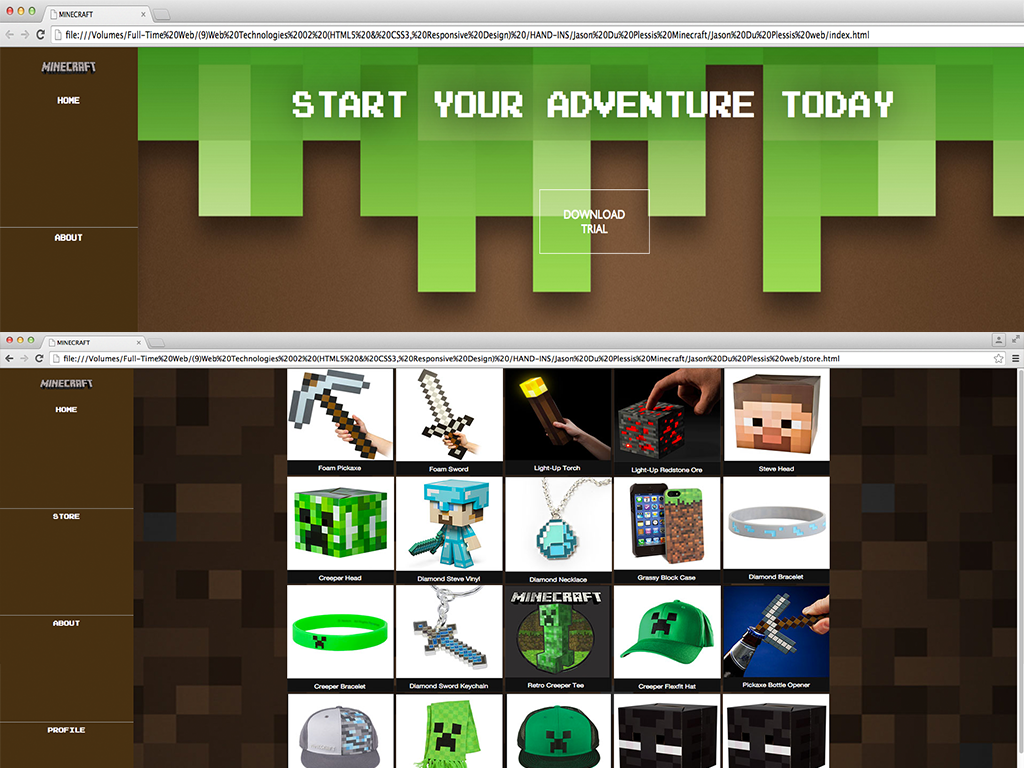 MINECRAFT
file:///Volumes/Full-Time%20Web/(9)Web%20Technologies%2002%20(HTML5%20&%20CSS3,%20Responsive%20Design)%20/HAND-INS/Jason%20Du%20Plessis%20Minecraft/Jason%20Du%20Plessis%20web/index.html
MINECRAFT
HOME
ABOUT
START YOUR ADVENTURE TODAY
DOWNLOAD
TRIAL
MINECRAFT
file:///Volumes/Full-Time%20Web/(9)Web%20Technologies%2002%20(HTML5%20&%20CSS3,%20Responsive%20Design)%20/HAND-INS/Jason%20Du%20Plessis%20Minecraft/Jason%20Du%20Plessis%20web/store.html
MINECRAFT
HOME
STORE
ABOUT
PROFILE
Foam Pickaxe
Foam Sword
Light-Up Torch
Light-Up Redstone Ore
Steve Head
Creeper Head
Diamond Steve Vinyl
Diamond Necklace
Grassy Block Case
Diamond Bracelet
MINECRAFT
Creeper Bracelet
Diamond Sword Keychain
Retro Creeper Tee
Creeper Flexfit Hat
Pickaxe Bottle Opener